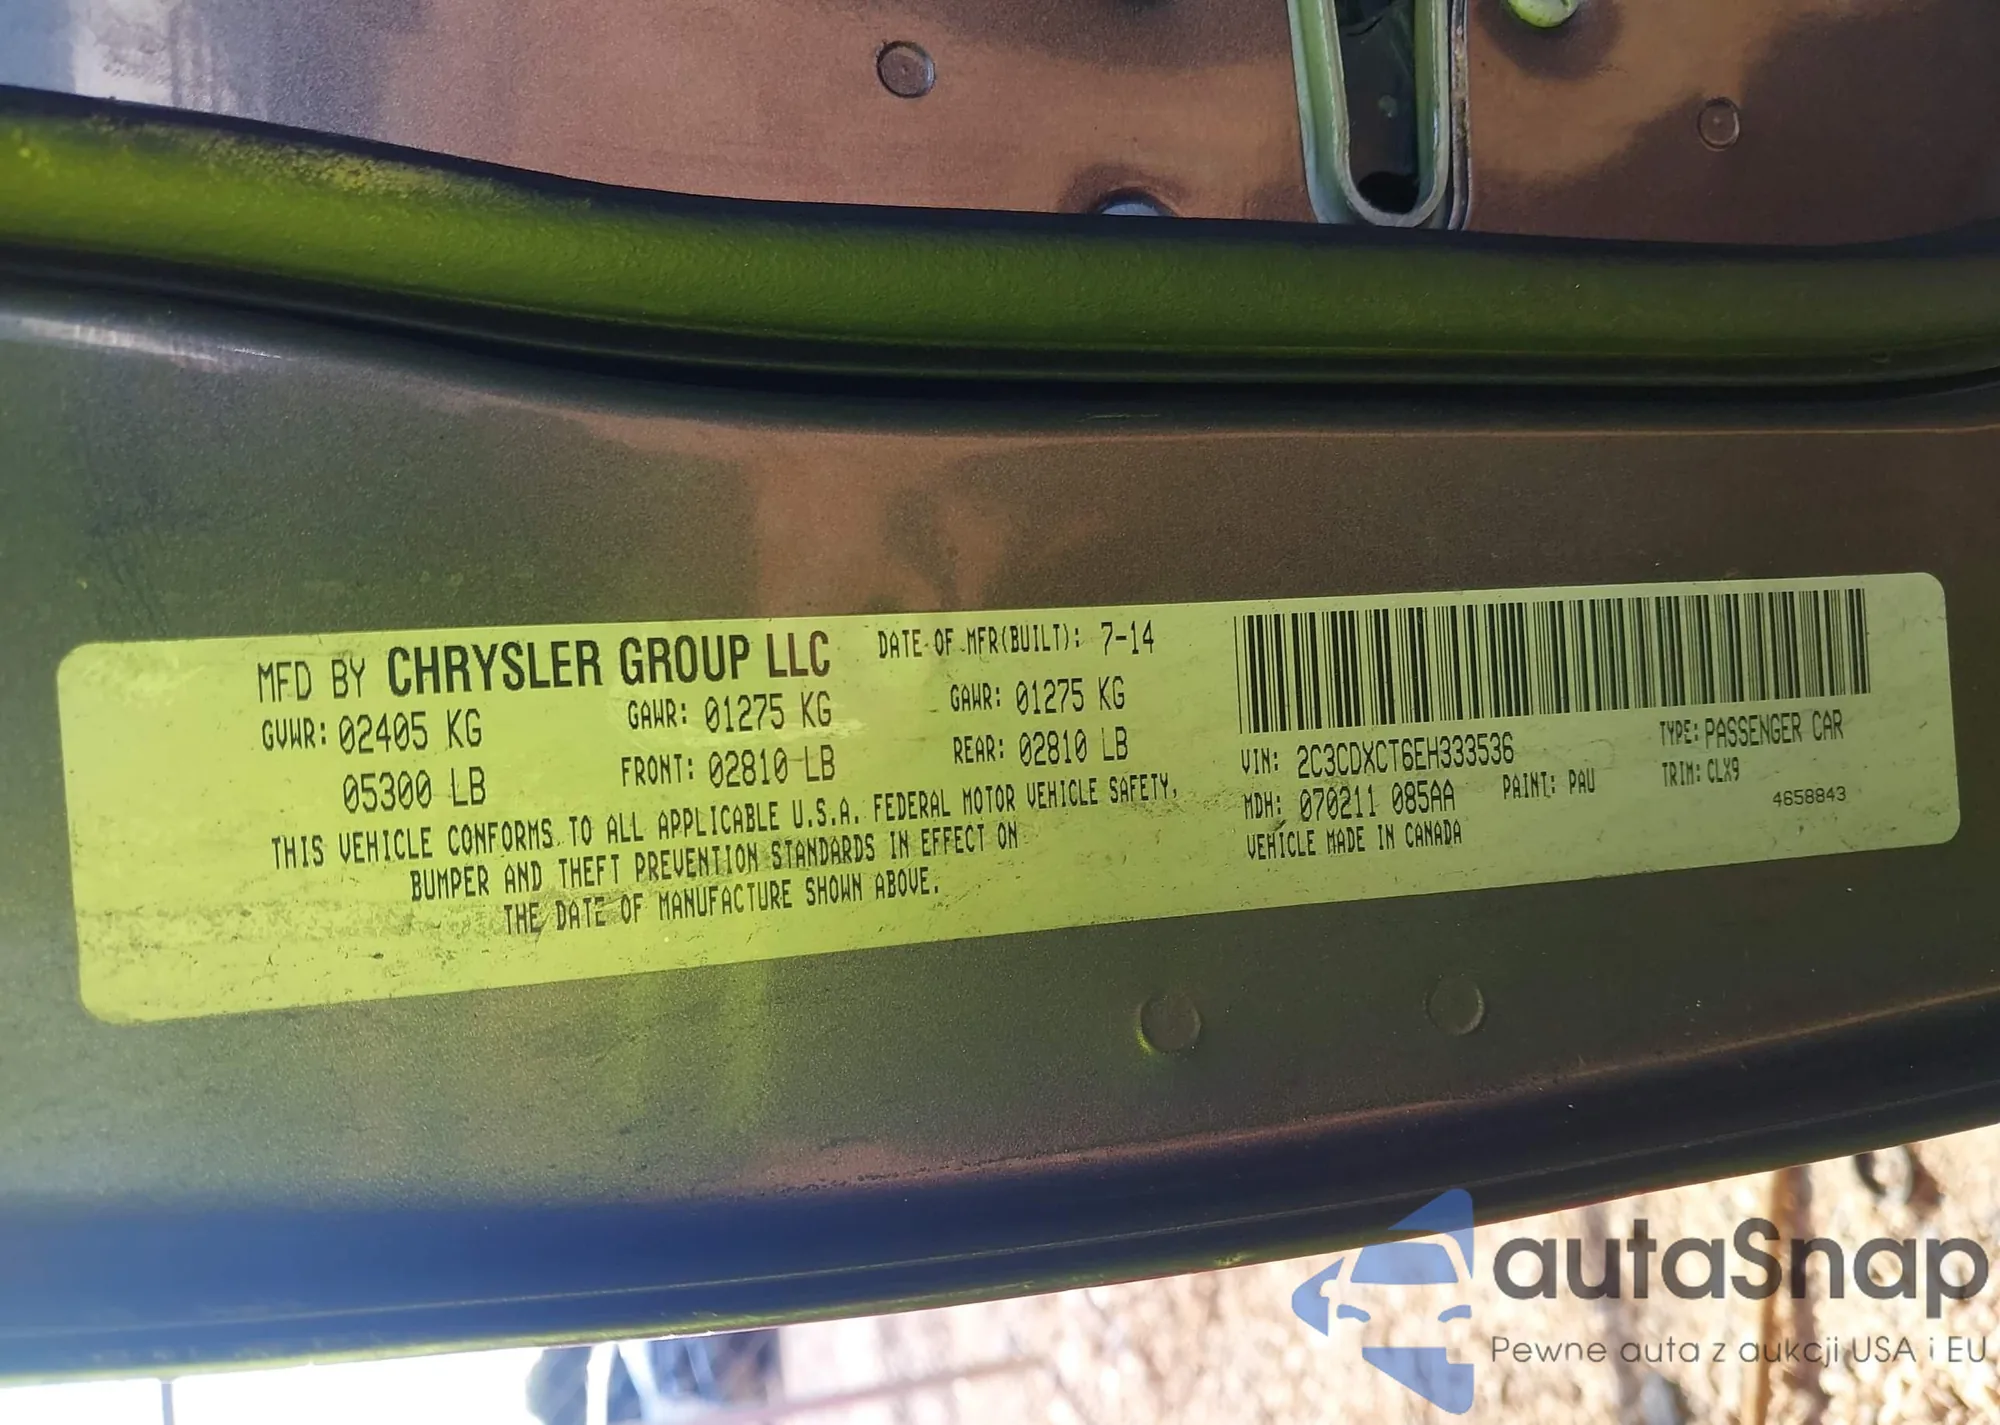 MFD BY CHRYSLER GROUP LLC DATE OF MFR(BUILT): 7-14
GVWR: 02405 KG GAWR: 01275 KG GAWR: 01275 KG
05300 LB FRONT: 02810 LB REAR: 02810 LB
THIS VEHICLE CONFORMS TO ALL APPLICABLE U.S.A. FEDERAL MOTOR VEHICLE SAFETY,
BUMPER AND THEFT PREVENTION STANDARDS IN EFFECT ON
THE DATE OF MANUFACTURE SHOWN ABOVE.
VIN: 2C3CDXCT6EH333536 TYPE: PASSENGER CAR
MDH: 070211 085AA PAINT: PAU TRIM: CLX9
VEHICLE MADE IN CANADA 4658843
autaSnap
Pewne auta z aukcji USA i EU